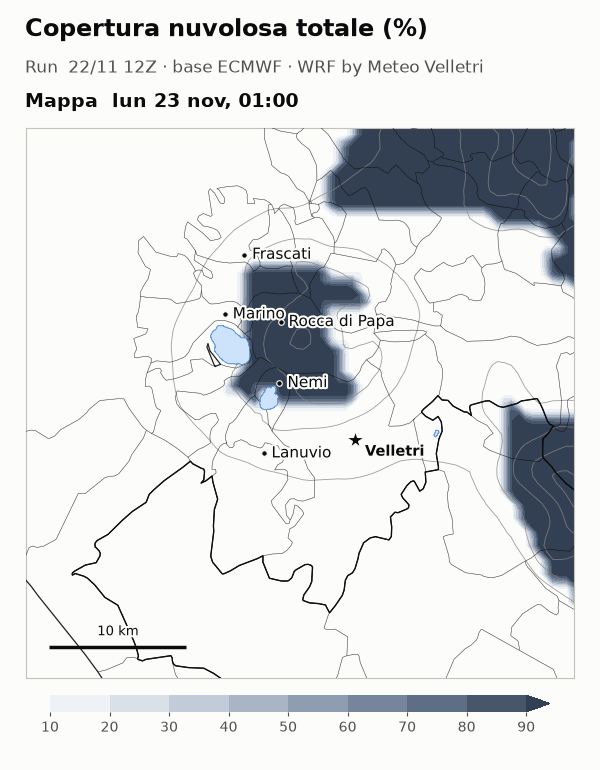 Copertura nuvolosa totale (%)
Run 22/11 12Z · base ECMWF · WRF by Meteo Velletri
Mappa lun 23 nov, 01:00
Frascati
Marino
Rocca di Papa
Nemi
Velletri
Lanuvio
10 km
10 20 30 40 50 60 70 80 90